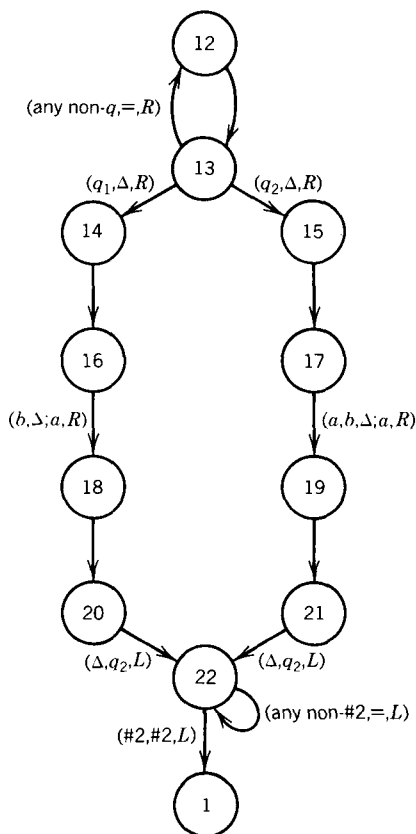 12
(any non-q,=,R)
13
(q₁,Δ,R) (q₂,Δ,R)
14 15
16 17
(b,Δ;a,R) (a,b,Δ;a,R)
18 19
20 21
(Δ,q₂,L) (Δ,q₂,L)
22
(any non-#2,=,L)
(#2,#2,L)
1